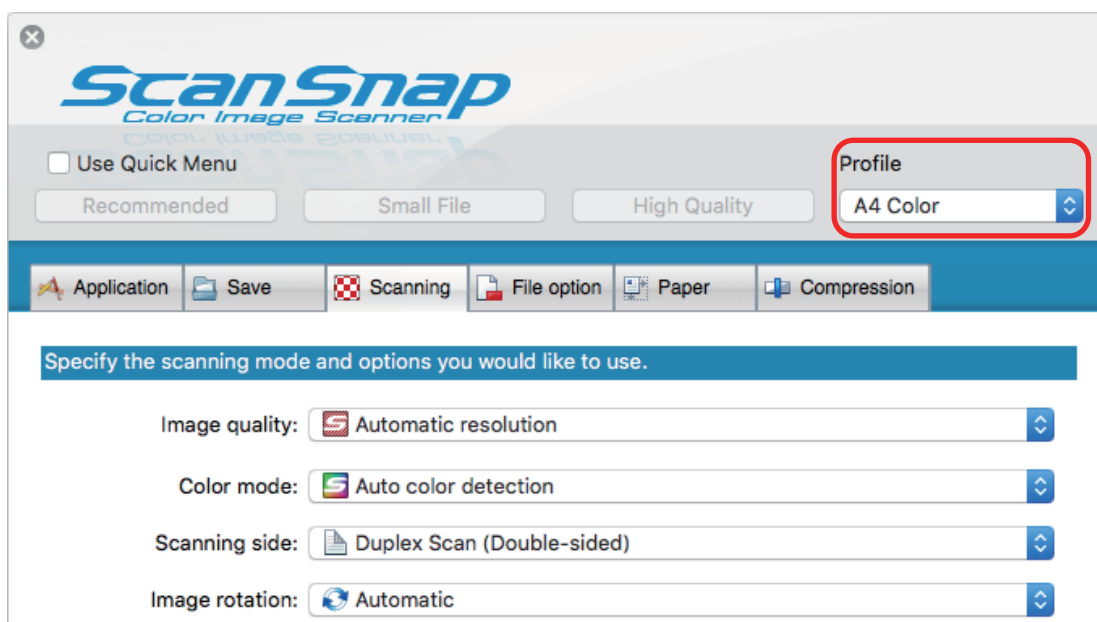 ScanSnap
Color Image Scanner
Use Quick Menu
Profile
Recommended Small File High Quality A4 Color
Application Save Scanning File option Paper Compression
Specify the scanning mode and options you would like to use.
Image quality: Automatic resolution
Color mode: Auto color detection
Scanning side: Duplex Scan (Double-sided)
Image rotation: Automatic